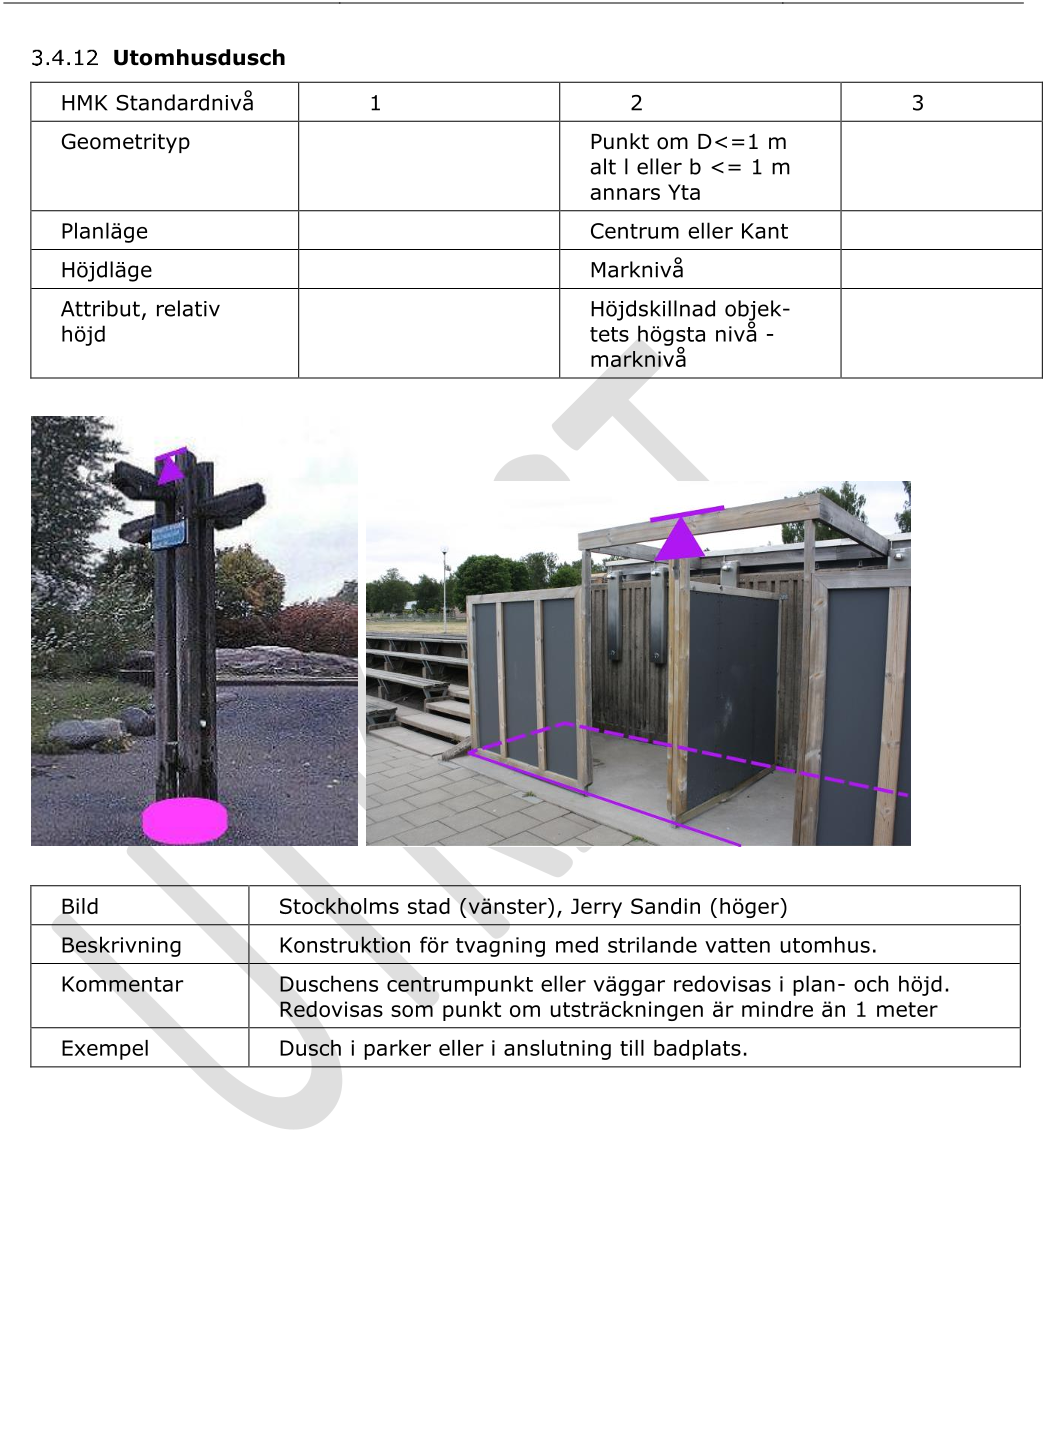 3.4.12 Utomhusdusch
HMK Standardnivå 1 2 3
Geometrityp Punkt om D<=1 m
alt l eller b <= 1 m
annars Yta
Planläge Centrum eller Kant
Höjdläge Marknivå
Attribut, relativ Höjdskillnad objek-
höjd tets högsta nivå -
marknivå
Bild Stockholms stad (vänster), Jerry Sandin (höger)
Beskrivning Konstruktion för tvagning med strilande vatten utomhus.
Kommentar Duschens centrumpunkt eller väggar redovisas i plan- och höjd.
Redovisas som punkt om utsträckningen är mindre än 1 meter
Exempel Dusch i parker eller i anslutning till badplats.